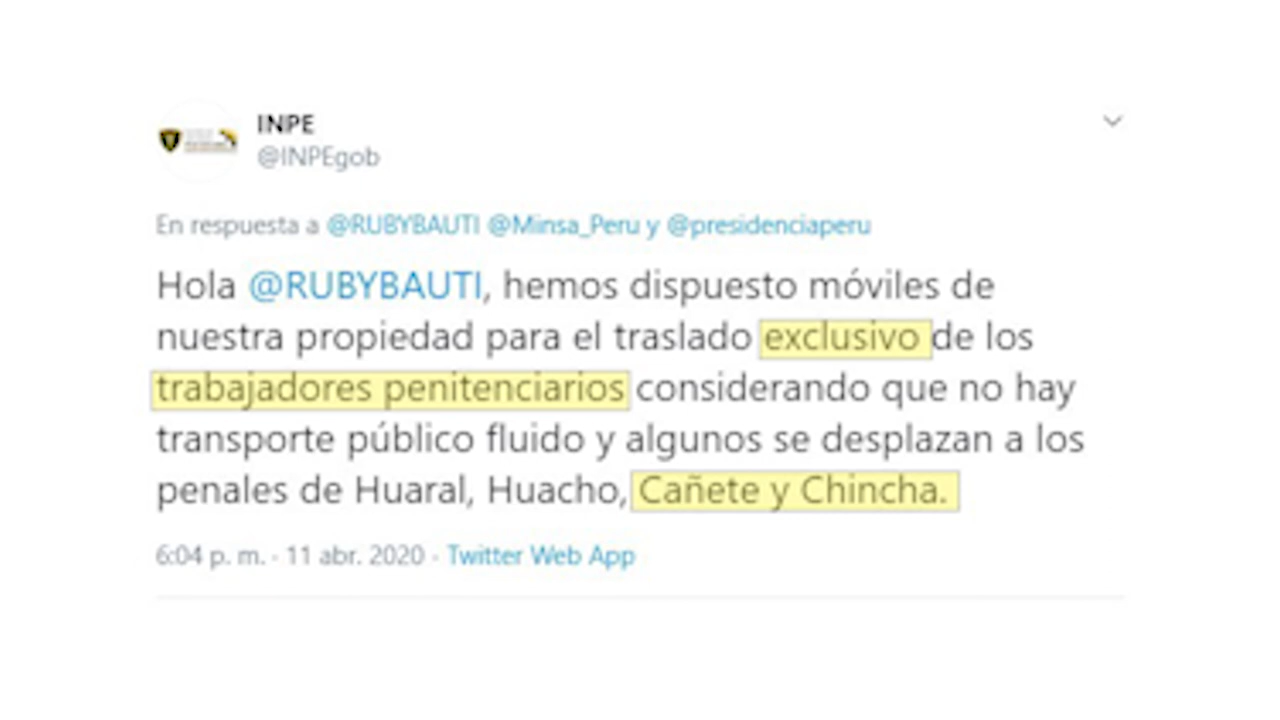 INPE
@INPEgob
En respuesta a @RUBYBAUTI @Minsa_Peru y @presidenciaperu
Hola @RUBYBAUTI, hemos dispuesto móviles de
nuestra propiedad para el traslado exclusivo de los
trabajadores penitenciarios considerando que no hay
transporte público fluido y algunos se desplazan a los
penales de Huaral, Huacho, Cañete y Chincha.
6:04 p. m. · 11 abr. 2020 · Twitter Web App